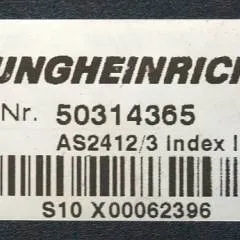 UNGHEINRICH
Nr. 50314365
AS2412/3 Index I
S10 X00062396